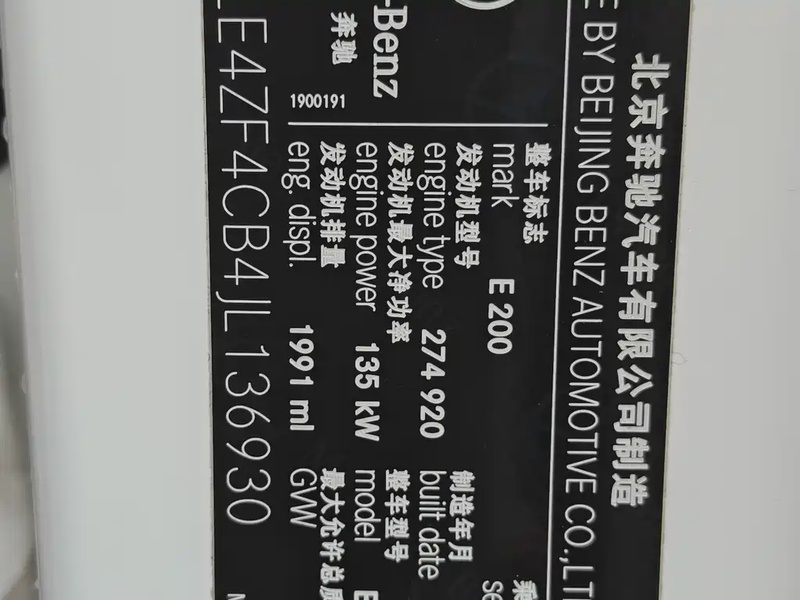 北京奔驰汽车有限公司制造
E BY BEIJING BENZ AUTOMOTIVE CO.,LT
整车标志
mark E 200
发动机型号 制造年月
engine type 274 920 built date
发动机最大净功率 整车型号
engine power 135 kW model E
发动机排量 最大允许总质
eng. displ. 1991 ml GVW
乘
se
-Benz
奔驰
1900191
LE4ZF4CB4JL136930